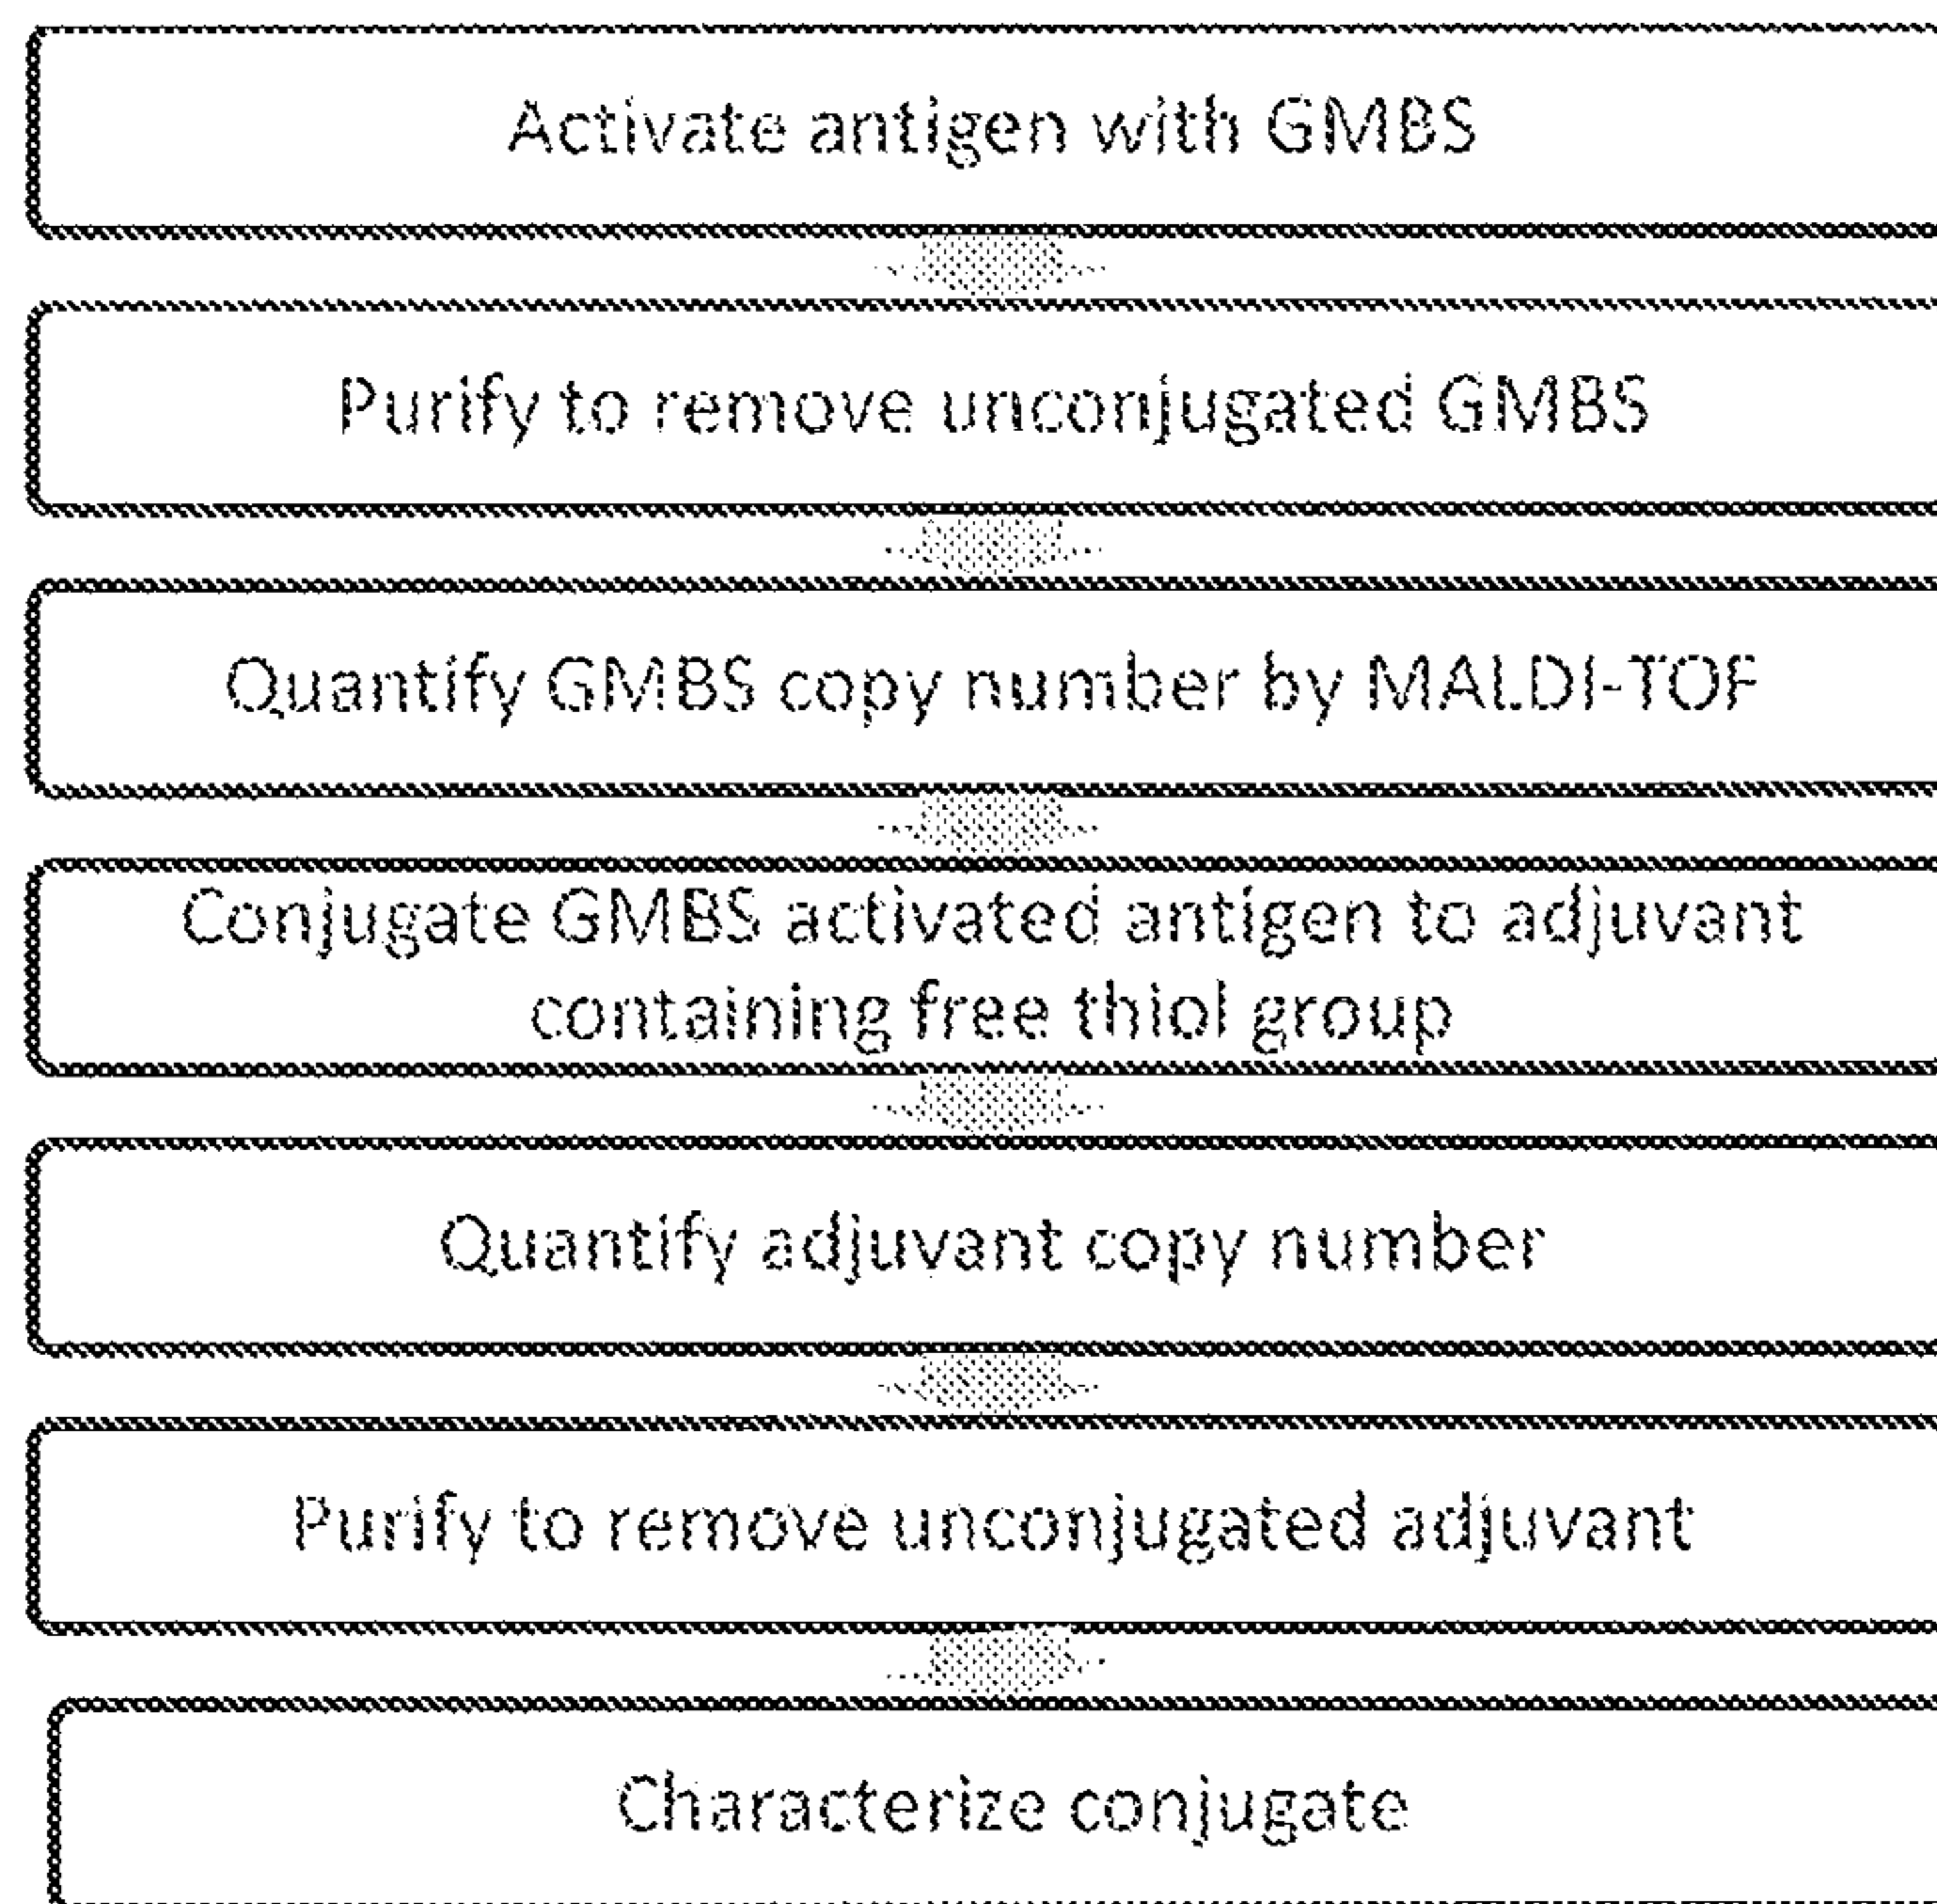 Activate antigen with GMBS
Purify to remove unconjugated GMBS
Quantify GMBS copy number by MALDI-TOF
Conjugate GMBS activated antigen to adjuvant
containing free thiol group
Quantify adjuvant copy number
Purify to remove unconjugated adjuvant
Characterize conjugate